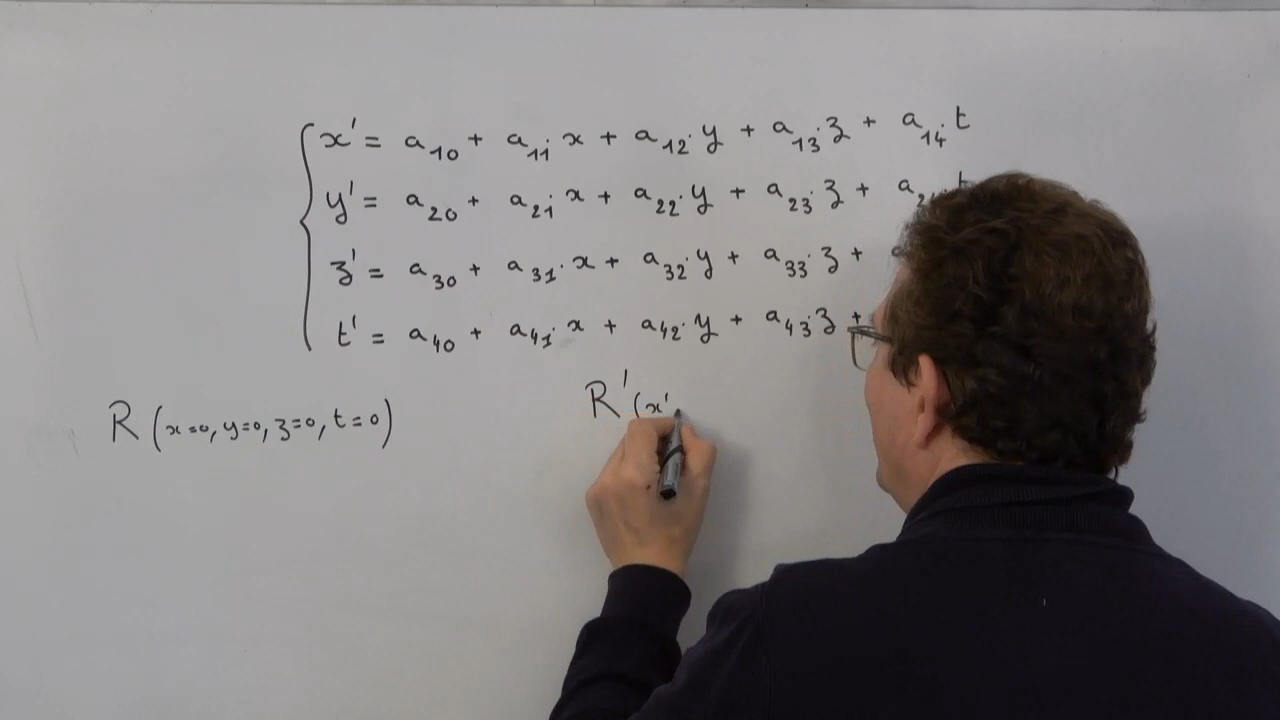 x' = a₁₀ + a₁₁·x + a₁₂·y + a₁₃·z + a₁₄·t
y' = a₂₀ + a₂₁·x + a₂₂·y + a₂₃·z +
z' = a₃₀ + a₃₁·x + a₃₂·y + a₃₃·z +
t' = a₄₀ + a₄₁·x + a₄₂·y + a₄₃·z +
R (x=0, y=0, z=0, t=0) R' (x'